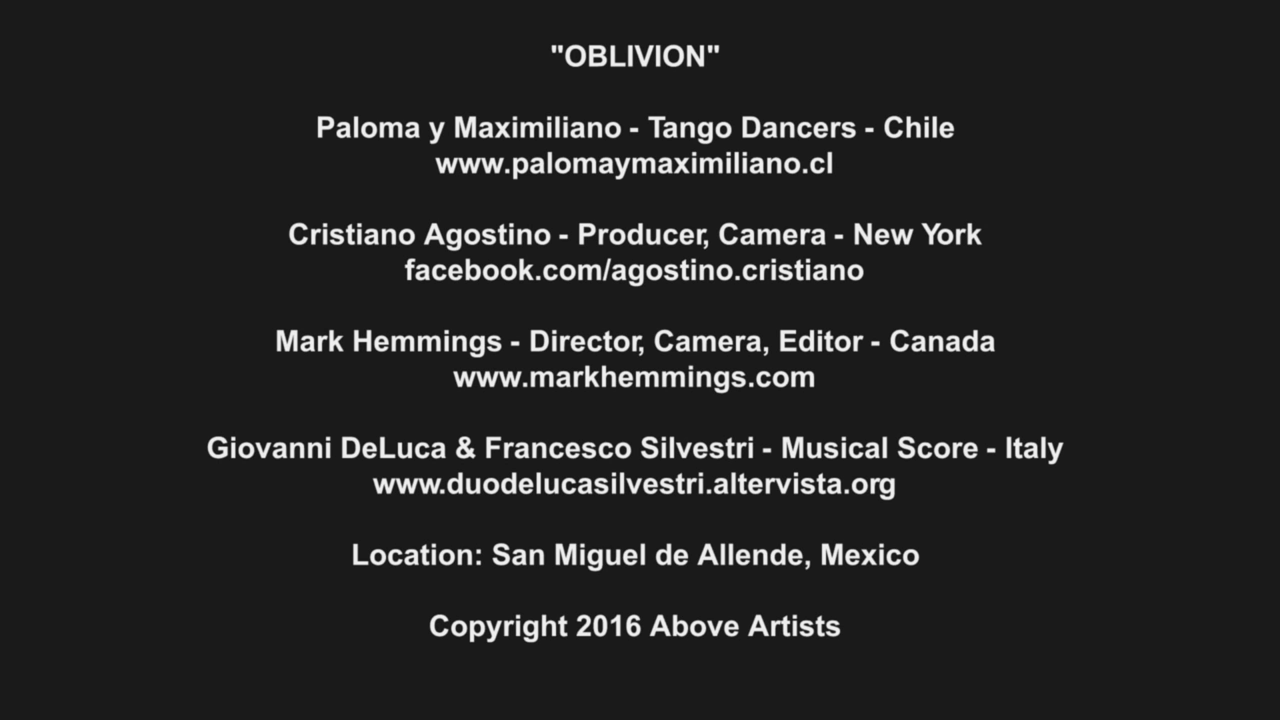 "OBLIVION"
Paloma y Maximiliano - Tango Dancers - Chile
www.palomaymaximiliano.cl
Cristiano Agostino - Producer, Camera - New York
facebook.com/agostino.cristiano
Mark Hemmings - Director, Camera, Editor - Canada
www.markhemmings.com
Giovanni DeLuca & Francesco Silvestri - Musical Score - Italy
www.duodelucasilvestri.altervista.org
Location: San Miguel de Allende, Mexico
Copyright 2016 Above Artists